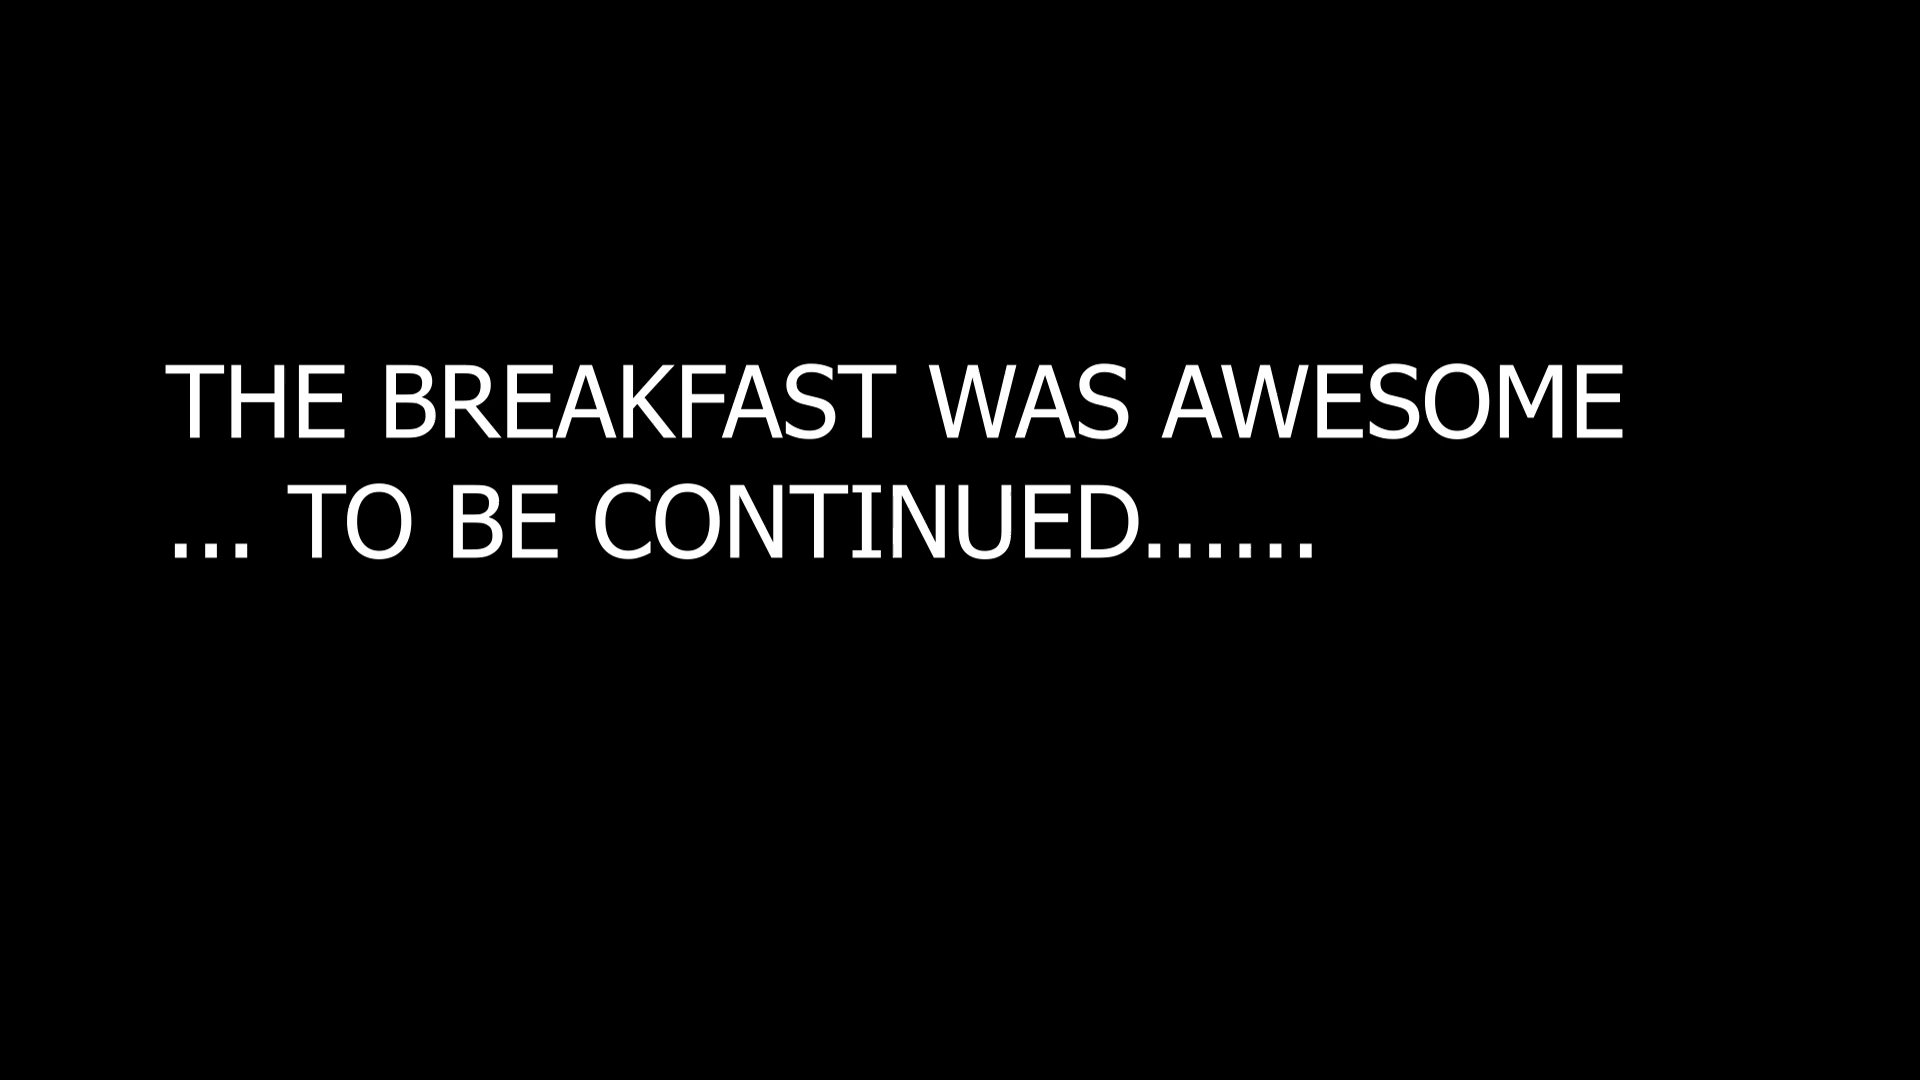 THE BREAKFAST WAS AWESOME
... TO BE CONTINUED......